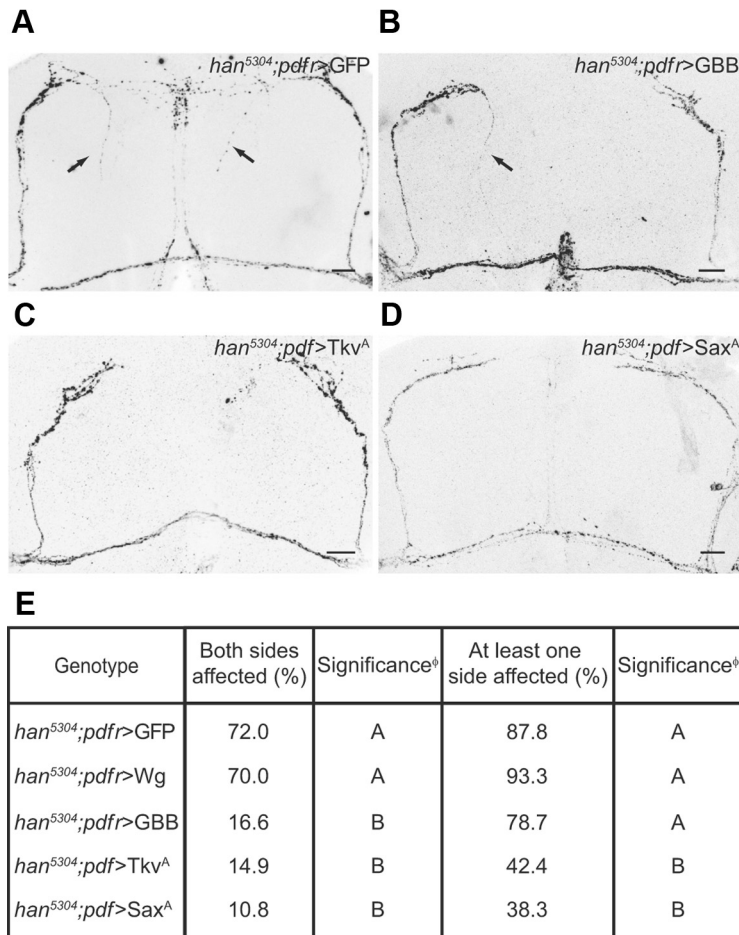 A
han5304;pdfr>GFP
B
han5304;pdfr>GBB
C
han5304;pdf>TkvA
D
han5304;pdf>SaxA
E
Genotype
Both sides
affected (%)
Significanceϕ
At least one
side affected (%)
Significanceϕ
han5304;pdfr>GFP 72.0 A 87.8 A
han5304;pdfr>Wg 70.0 A 93.3 A
han5304;pdfr>GBB 16.6 B 78.7 A
han5304;pdf>TkvA 14.9 B 42.4 B
han5304;pdf>SaxA 10.8 B 38.3 B